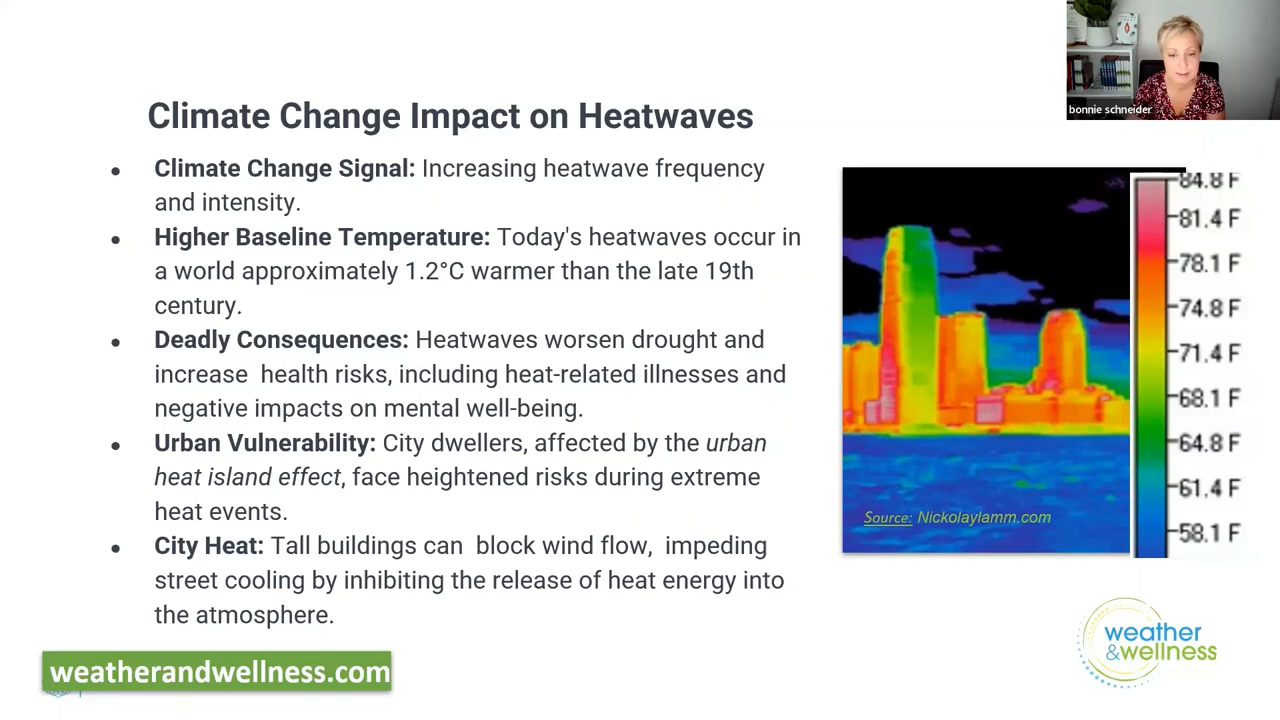 bonnie schneider
Climate Change Impact on Heatwaves
● Climate Change Signal: Increasing heatwave frequency
and intensity.
● Higher Baseline Temperature: Today's heatwaves occur in
a world approximately 1.2°C warmer than the late 19th
century.
● Deadly Consequences: Heatwaves worsen drought and
increase  health risks, including heat-related illnesses and
negative impacts on mental well-being.
● Urban Vulnerability: City dwellers, affected by the urban
heat island effect, face heightened risks during extreme
heat events.
● City Heat: Tall buildings can  block wind flow,  impeding
street cooling by inhibiting the release of heat energy into
the atmosphere.
84.8 F
81.4 F
78.1 F
74.8 F
71.4 F
68.1 F
64.8 F
61.4 F
58.1 F
Source: Nickolaylamm.com
weather
&wellness
weatherandwellness.com